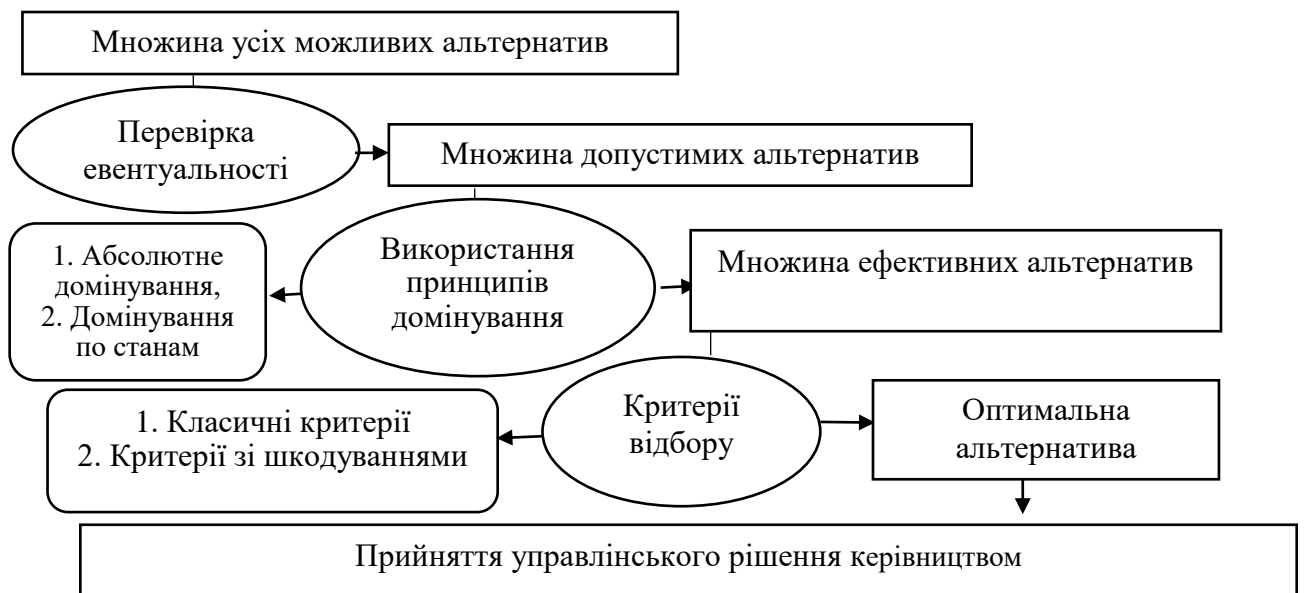 Множина усіх можливих альтернатив
Перевірка
евентуальності
Множина допустимих альтернатив
1. Абсолютне
домінування,
2. Домінування
по станам
Використання
принципів
домінування
Множина ефективних альтернатив
1. Класичні критерії
2. Критерії зі шкодуваннями
Критерії
відбору
Оптимальна
альтернатива
Прийняття управлінського рішення керівництвом